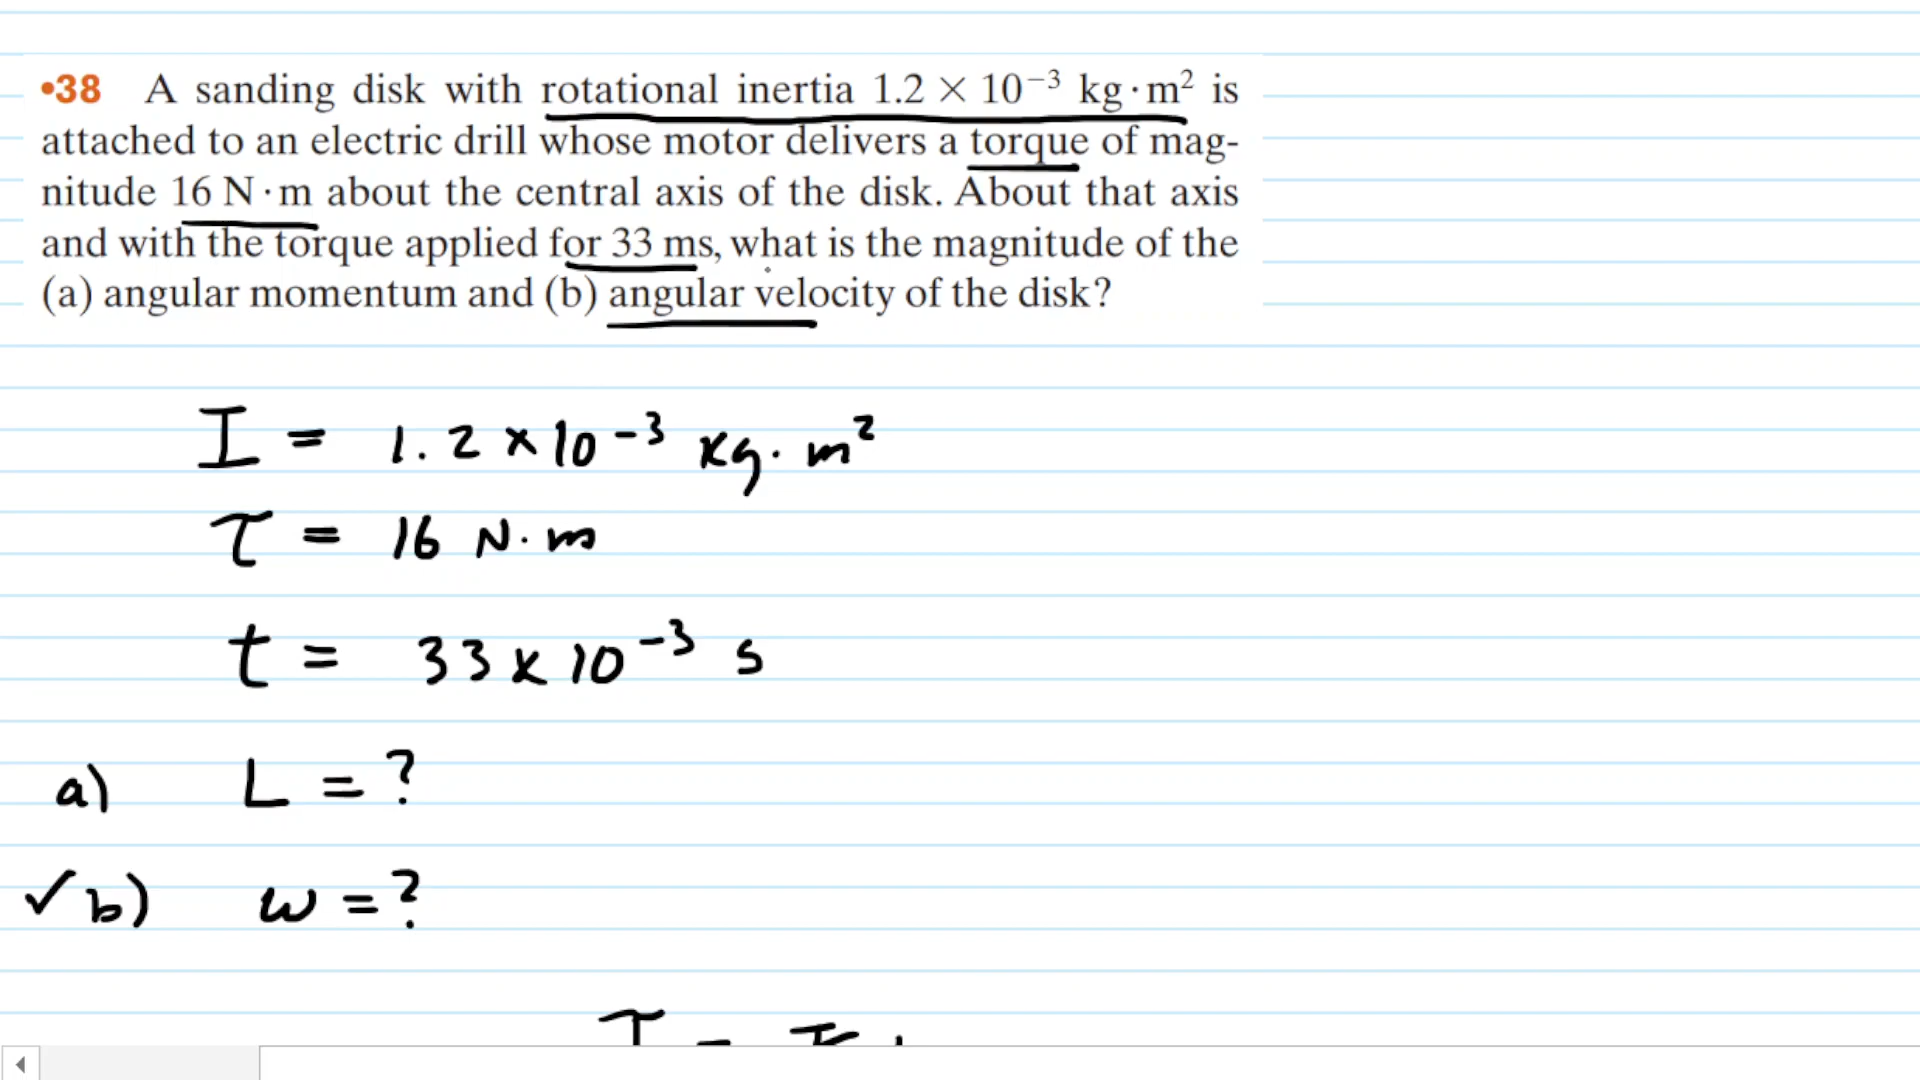 •38 A sanding disk with rotational inertia 1.2 × 10⁻³ kg·m² is
attached to an electric drill whose motor delivers a torque of mag-
nitude 16 N·m about the central axis of the disk. About that axis
and with the torque applied for 33 ms, what is the magnitude of the
(a) angular momentum and (b) angular velocity of the disk?
I = 1.2 × 10⁻³ kg·m²
τ = 16 N·m
t = 33 × 10⁻³ s
a) L = ?
✓ b) ω = ?